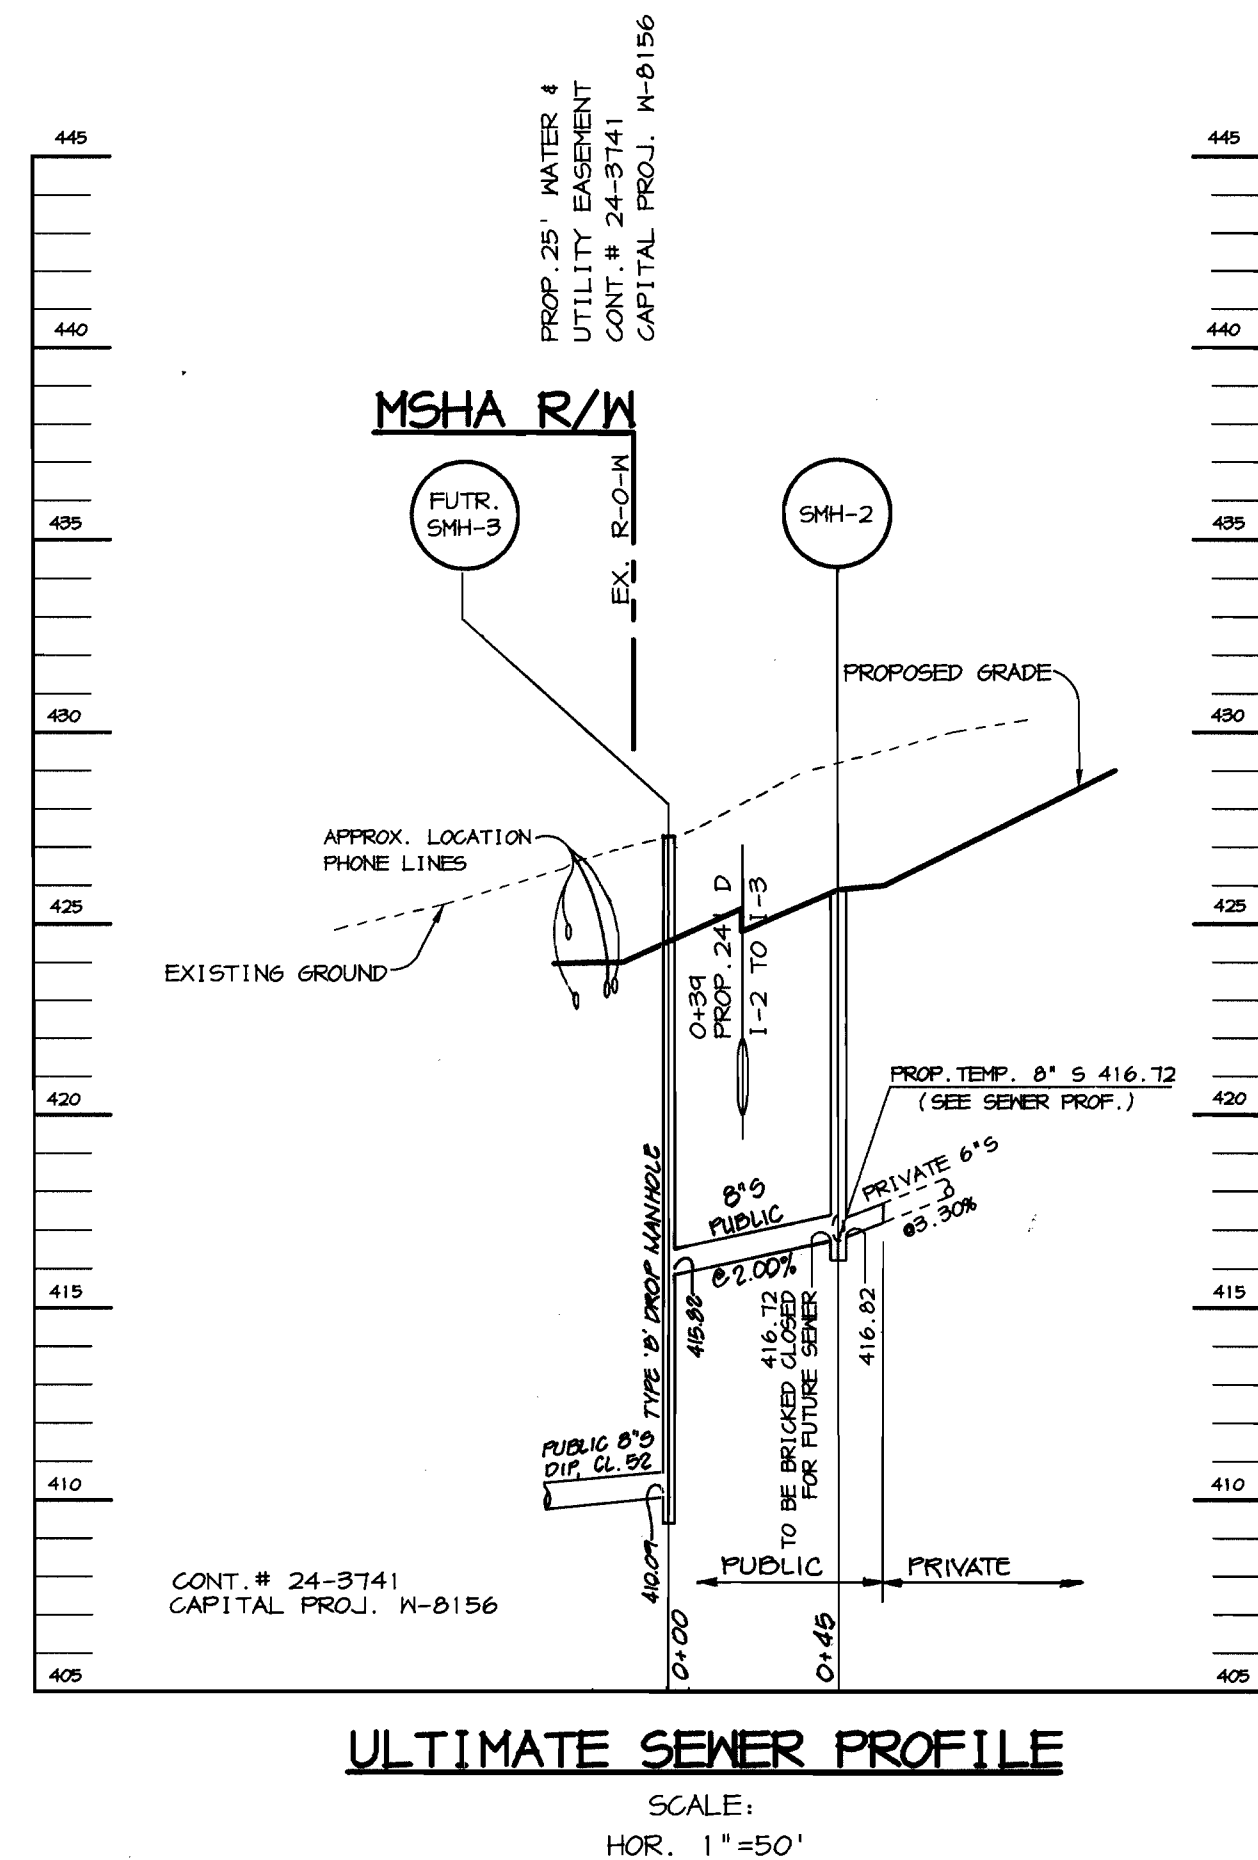 PROP. 25' WATER &
UTILITY EASEMENT
CONT.# 24-3741
CAPITAL PROJ. W-8156
445
445
440
440
MSHA R/W
EX. R-O-W
FUTR.
SMH-3
SMH-2
435
435
PROPOSED GRADE
430
430
APPROX. LOCATION
PHONE LINES
425
425
EXISTING GROUND
0+39
PROP. 24 D
I-2 TO I-3
PROP. TEMP. 8" S 416.72
(SEE SEWER PROF.)
420
420
TYPE 'B' DROP MANHOLE
8"S
PUBLIC
@2.00%
PRIVATE 6"S
@3.30%
415
415
415.82
416.72
TO BE BRICKED CLOSED
FOR FUTURE SEWER
416.82
PUBLIC 8"S
DIP, CL. 52
410
410
410.09
PUBLIC
PRIVATE
CONT.# 24-3741
CAPITAL PROJ. W-8156
0+00
0+45
405
405
ULTIMATE SEWER PROFILE
SCALE:
HOR. 1"=50'